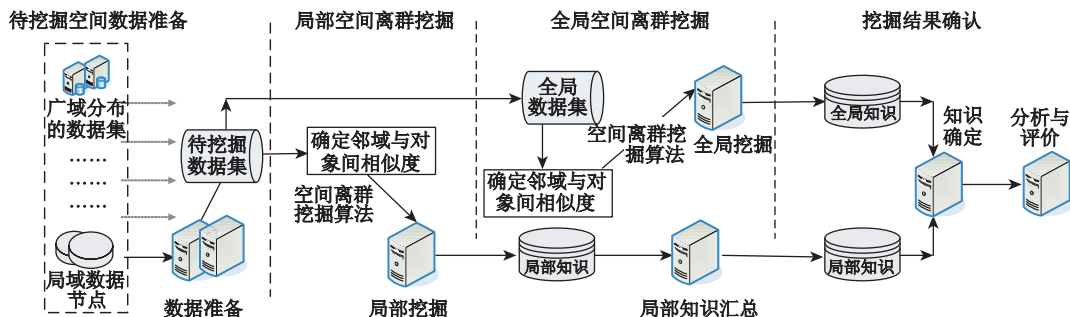 待挖掘空间数据准备
局部空间离群挖掘
全局空间离群挖掘
挖掘结果确认
广域分布
的数据集
……
……
局域数据
节点
待挖掘
数据集
数据准备
确定邻域与对
象间相似度
空间离群
挖掘算法
局部挖掘
全局
数据集
确定邻域与对
象间相似度
空间离群挖
掘算法
全局挖掘
局部知识
局部知识汇总
全局知识
局部知识
知识
确定
分析与
评价